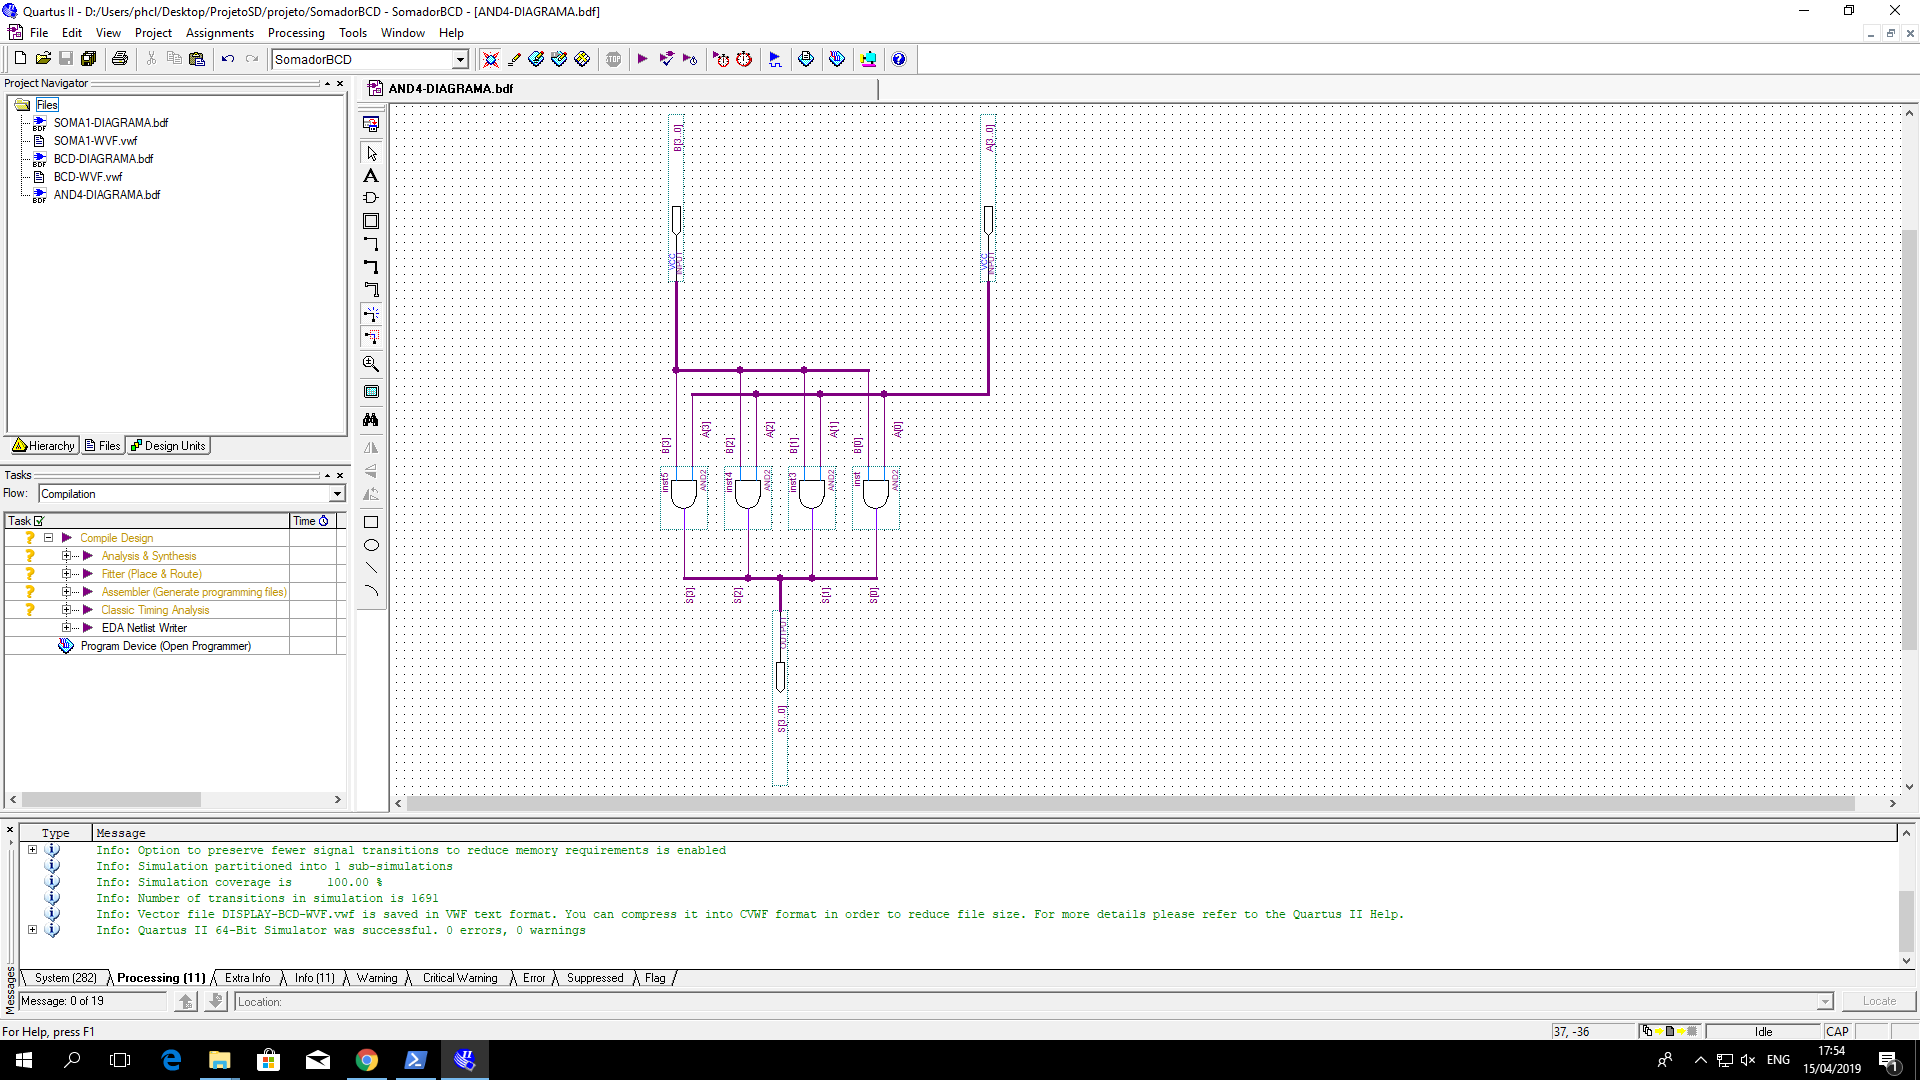 Quartus II - D:/Users/phcl/Desktop/ProjetoSD/projeto/SomadorBCD - SomadorBCD - [AND4-DIAGRAMA.bdf]
File Edit View Project Assignments Processing Tools Window Help
SomadorBCD
STOP
Project Navigator
AND4-DIAGRAMA.bdf
Files
SOMA1-DIAGRAMA.bdf
SOMA1-WVF.vwf
BCD-DIAGRAMA.bdf
BCD-WVF.vwf
AND4-DIAGRAMA.bdf
Hierarchy Files Design Units
B[3..0]
A[3..0]
VCC
INPUT
VCC
INPUT
B[3] A[3] B[2] A[2] B[1] A[1] B[0] A[0]
inst5 AND2 inst4 AND2 inst3 AND2 inst AND2
S[3] S[2] S[1] S[0]
OUTPUT
S[3..0]
Tasks
Flow: Compilation
Task Time
Compile Design
Analysis & Synthesis
Fitter (Place & Route)
Assembler (Generate programming files)
Classic Timing Analysis
EDA Netlist Writer
Program Device (Open Programmer)
Type Message
Info: Option to preserve fewer signal transitions to reduce memory requirements is enabled
Info: Simulation partitioned into 1 sub-simulations
Info: Simulation coverage is 100.00 %
Info: Number of transitions in simulation is 1691
Info: Vector file DISPLAY-BCD-WVF.vwf is saved in VWF text format. You can compress it into CVWF format in order to reduce file size. For more details please refer to the Quartus II Help.
Info: Quartus II 64-Bit Simulator was successful. 0 errors, 0 warnings
System (282) Processing (11) Extra Info Info (11) Warning Critical Warning Error Suppressed Flag
Messages
Message: 0 of 19 Location: Locate
For Help, press F1 37, -36 Idle CAP
ENG 17:54
15/04/2019 1